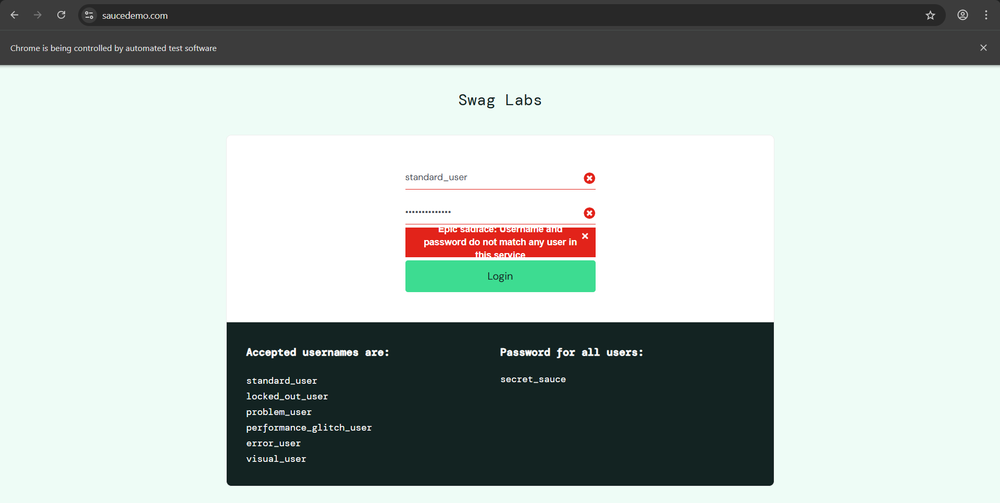 saucedemo.com
Chrome is being controlled by automated test software
Swag Labs
standard_user
••••••••••••••
Epic sadface: Username and
password do not match any user in
this service
Login
Accepted usernames are:
standard_user
locked_out_user
problem_user
performance_glitch_user
error_user
visual_user
Password for all users:
secret_sauce